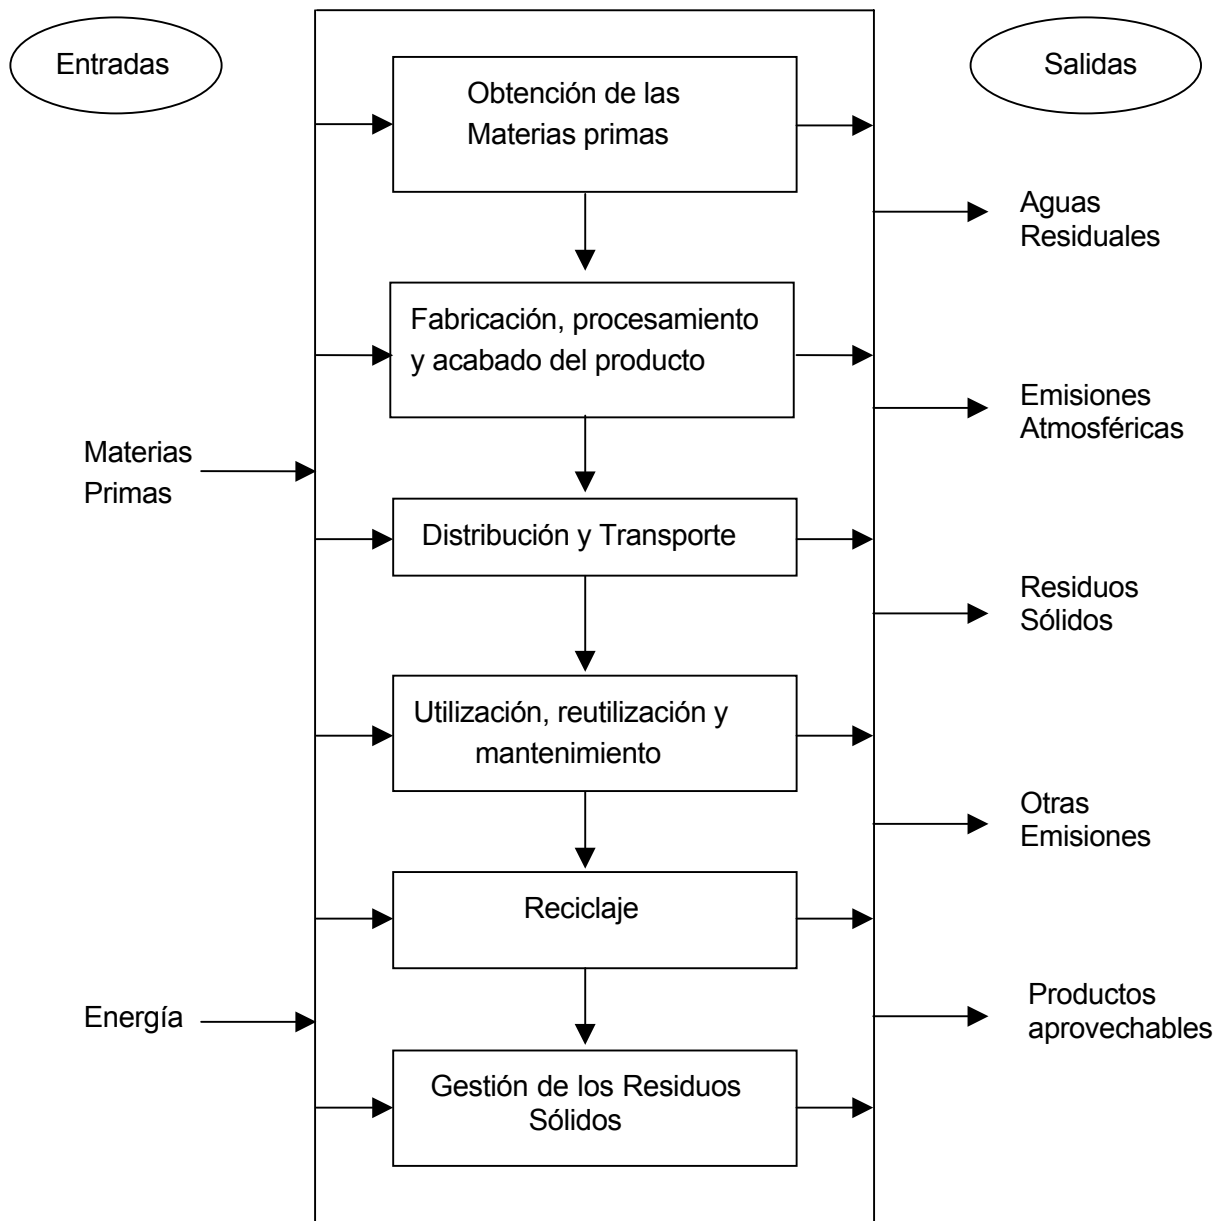 Entradas
Salidas
Obtención de las
Materias primas
Aguas
Residuales
Fabricación, procesamiento
y acabado del producto
Emisiones
Atmosféricas
Materias
Primas
Distribución y Transporte
Residuos
Sólidos
Utilización, reutilización y
mantenimiento
Otras
Emisiones
Reciclaje
Energía
Productos
aprovechables
Gestión de los Residuos
Sólidos